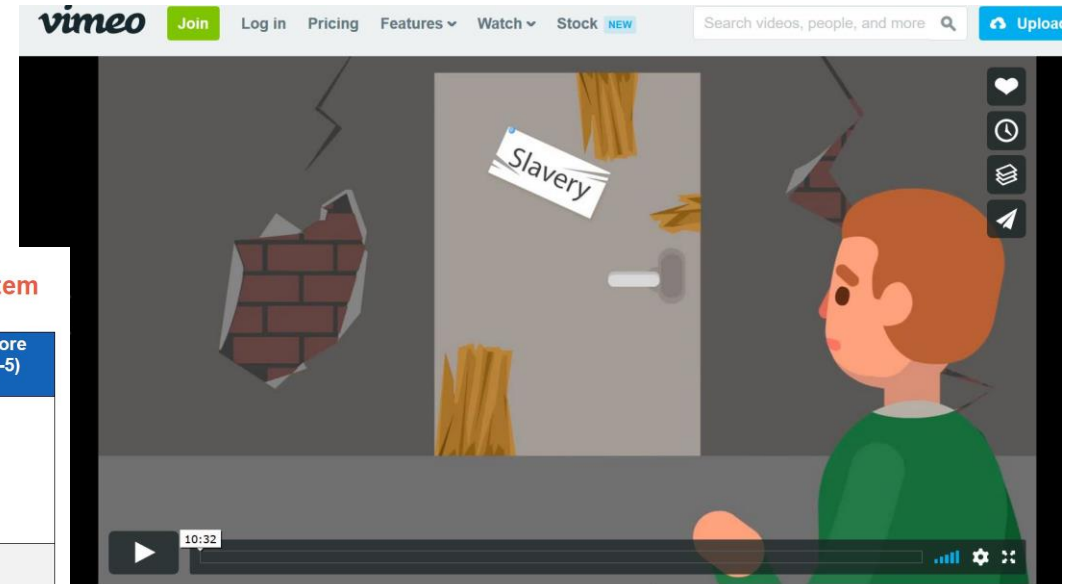 vimeo Join Log in Pricing Features Watch Stock NEW Search videos, people, and more
Slavery
10:32